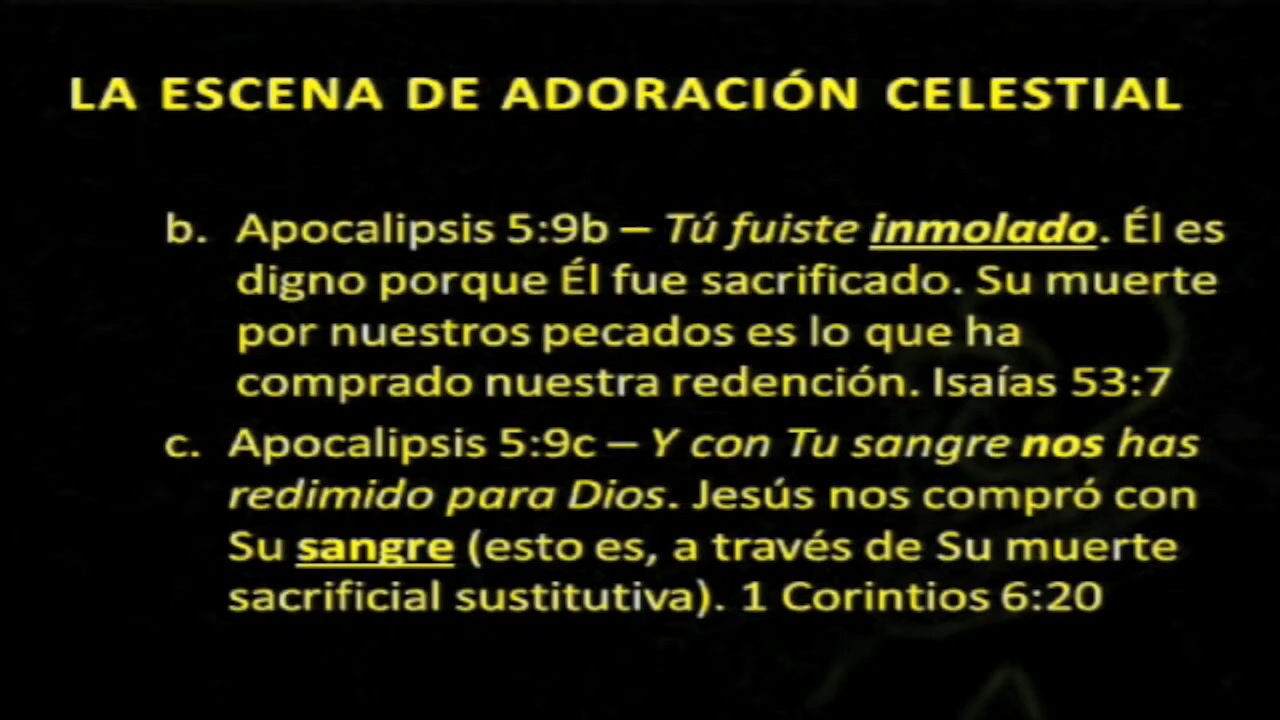 LA ESCENA DE ADORACIÓN CELESTIAL
b. Apocalipsis 5:9b – Tú fuiste inmolado. Él es
digno porque Él fue sacrificado. Su muerte
por nuestros pecados es lo que ha
comprado nuestra redención. Isaías 53:7
c. Apocalipsis 5:9c – Y con Tu sangre nos has
redimido para Dios. Jesús nos compró con
Su sangre (esto es, a través de Su muerte
sacrificial sustitutiva). 1 Corintios 6:20